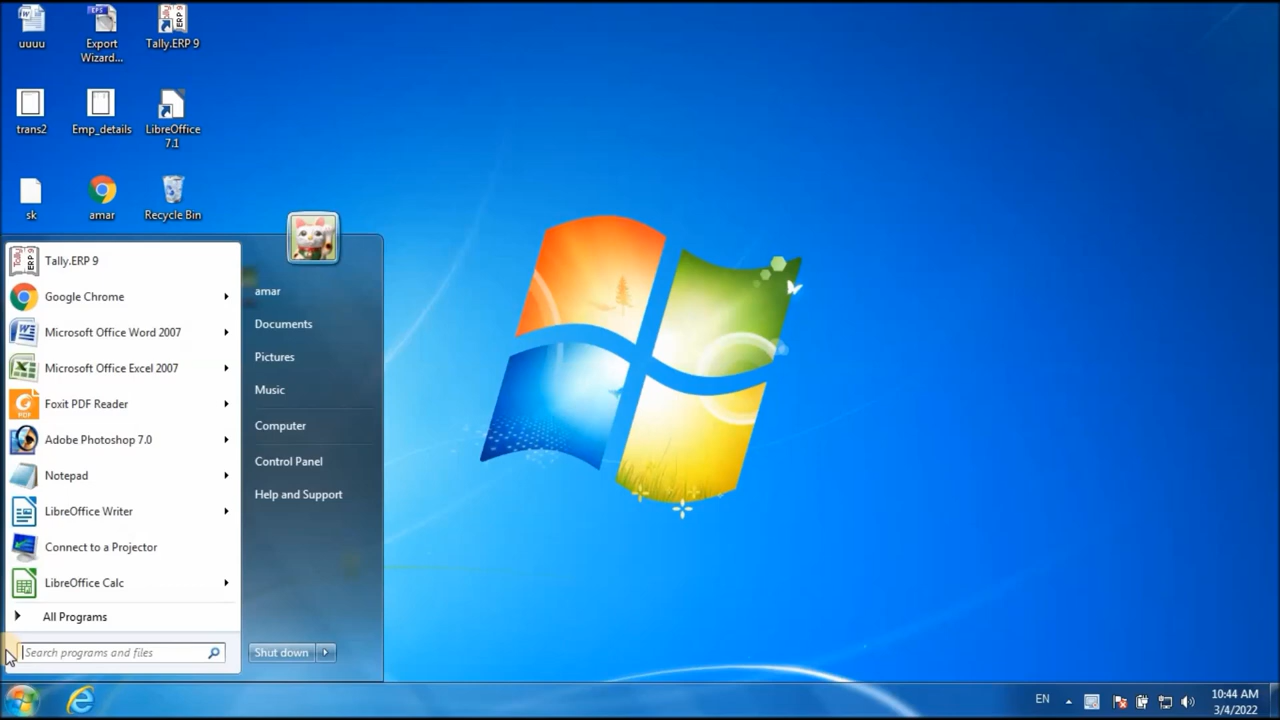 uuuu
Export
Wizard...
Tally.ERP 9
trans2
Emp_details
LibreOffice
7.1
sk
amar
Recycle Bin
Tally.ERP 9
Google Chrome
Microsoft Office Word 2007
Microsoft Office Excel 2007
Foxit PDF Reader
Adobe Photoshop 7.0
Notepad
LibreOffice Writer
Connect to a Projector
LibreOffice Calc
All Programs
Search programs and files
amar
Documents
Pictures
Music
Computer
Control Panel
Help and Support
Shut down
EN
10:44 AM
3/4/2022